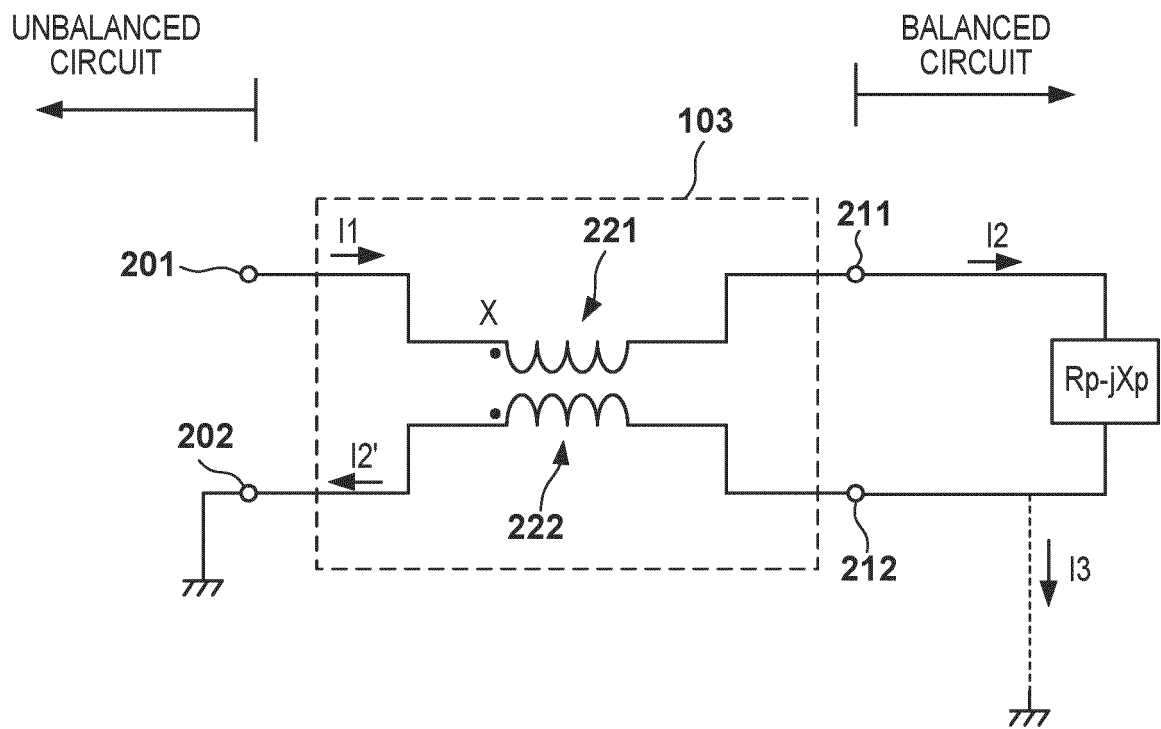 UNBALANCED
CIRCUIT
BALANCED
CIRCUIT
103
201
I1
221
211
I2
X
Rp-jXp
202
I2'
222
212
I3